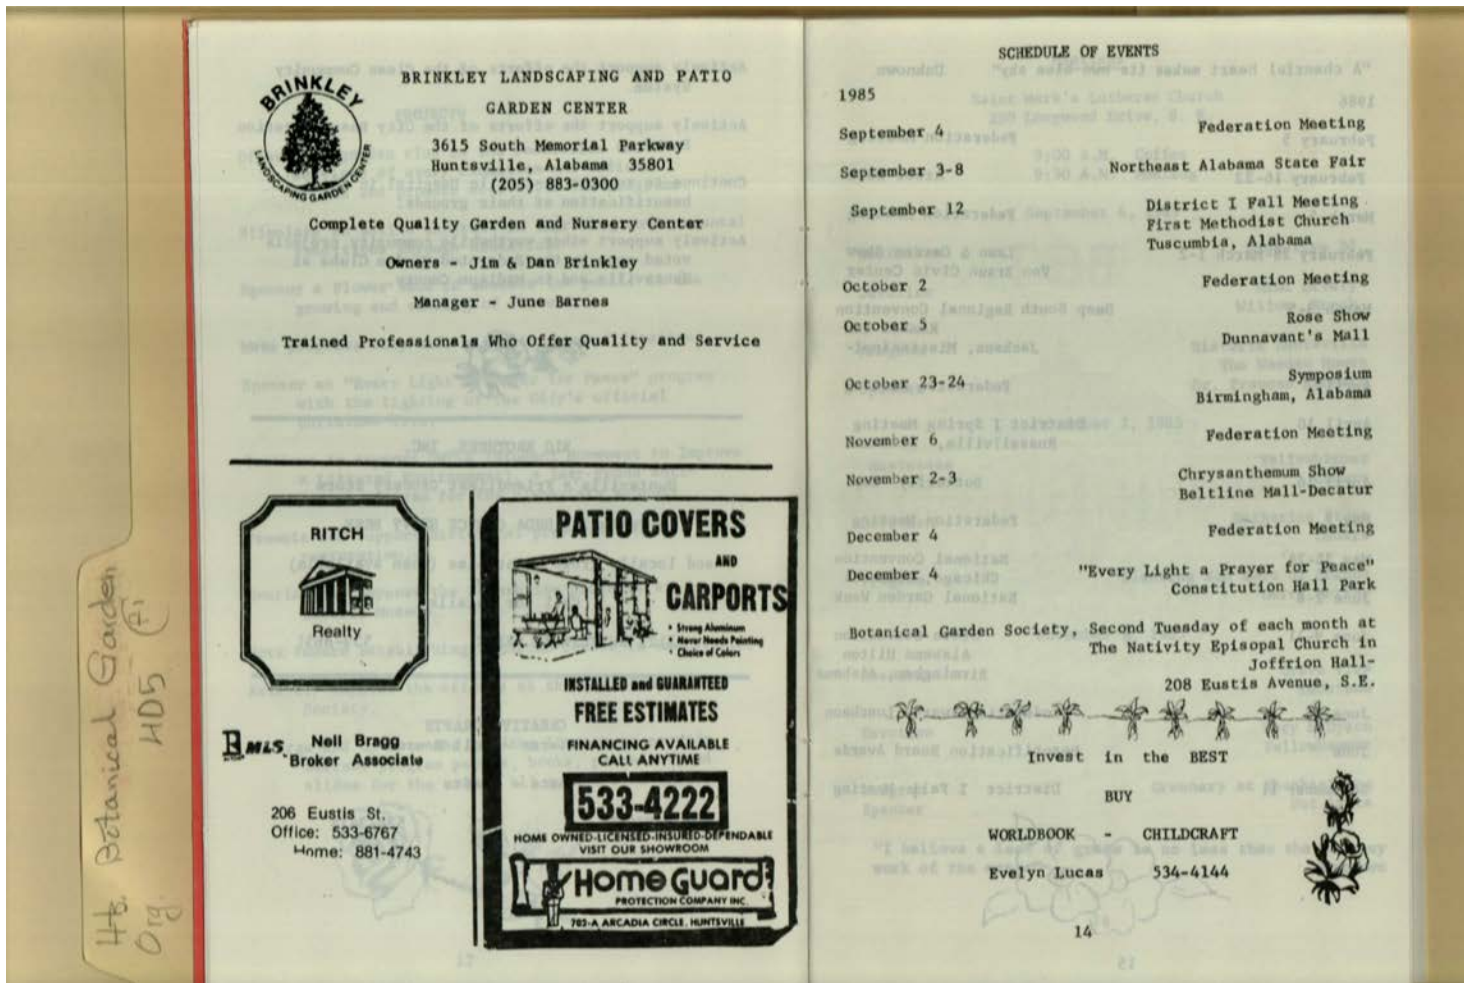 Ht. Botanical Garden
Org. 4D5 (F)
BRINKLEY
LANDSCAPING GARDEN CENTER
BRINKLEY LANDSCAPING AND PATIO
GARDEN CENTER
3615 South Memorial Parkway
Huntsville, Alabama 35801
(205) 883-0300
Complete Quality Garden and Nursery Center
Owners - Jim & Dan Brinkley
Manager - June Barnes
Trained Professionals Who Offer Quality and Service
RITCH
Realty
MLS
Nell Bragg
Broker Associate
206 Eustis St.
Office: 533-6767
Home: 881-4743
PATIO COVERS
AND
CARPORTS
• Strong Aluminum
• Never Needs Painting
• Choice of Colors
INSTALLED and GUARANTEED
FREE ESTIMATES
FINANCING AVAILABLE
CALL ANYTIME
533-4222
HOME OWNED-LICENSED-INSURED-DEPENDABLE
VISIT OUR SHOWROOM
Home Guard
PROTECTION COMPANY INC.
702-A ARCADIA CIRCLE, HUNTSVILLE
SCHEDULE OF EVENTS
1985
September 4 Federation Meeting
September 3-8 Northeast Alabama State Fair
September 12 District I Fall Meeting
First Methodist Church
Tuscumbia, Alabama
October 2 Federation Meeting
October 5 Rose Show
Dunnavant's Mall
October 23-24 Symposium
Birmingham, Alabama
November 6 Federation Meeting
November 2-3 Chrysanthemum Show
Beltline Mall-Decatur
December 4 Federation Meeting
December 4 "Every Light a Prayer for Peace"
Constitution Hall Park
Botanical Garden Society, Second Tuesday of each month at
The Nativity Episopal Church in
Joffrion Hall-
208 Eustis Avenue, S.E.
Invest in the BEST
BUY
WORLDBOOK - CHILDCRAFT
Evelyn Lucas 534-4144
14